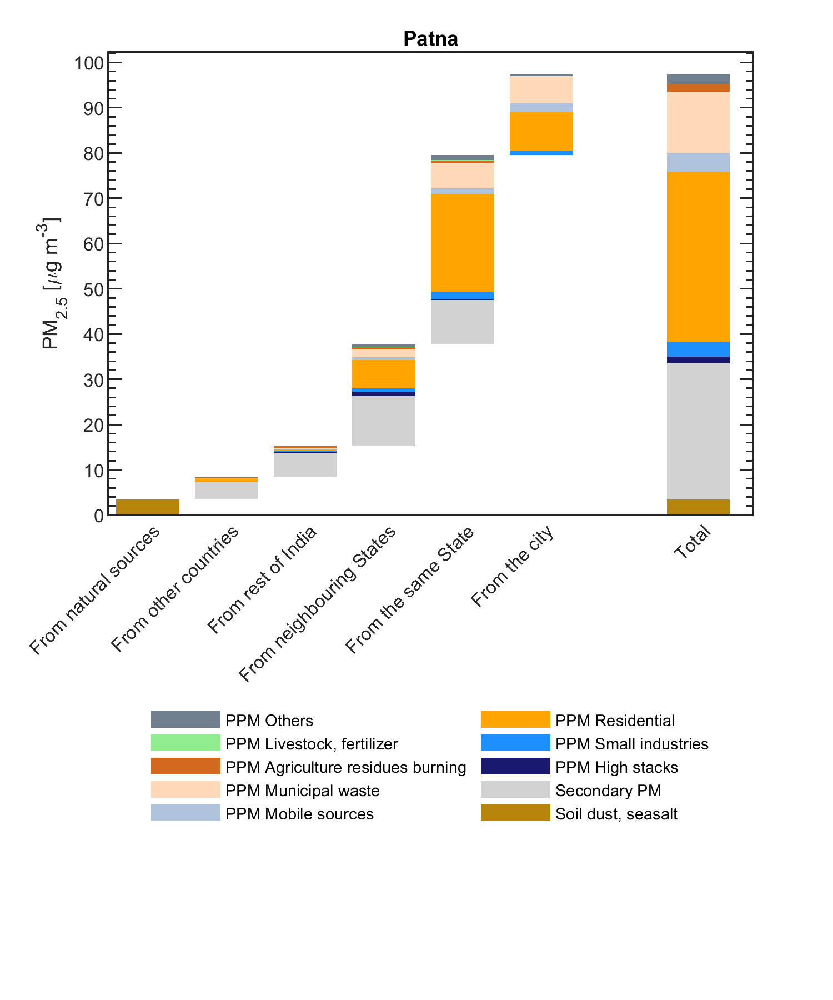 Patna
100
90
80
70
60
50
40
30
20
10
0
PM2.5 [μg m-3]
From natural sources
From other countries
From rest of India
From neighbouring States
From the same State
From the city
Total
PPM Others
PPM Livestock, fertilizer
PPM Agriculture residues burning
PPM Municipal waste
PPM Mobile sources
PPM Residential
PPM Small industries
PPM High stacks
Secondary PM
Soil dust, seasalt